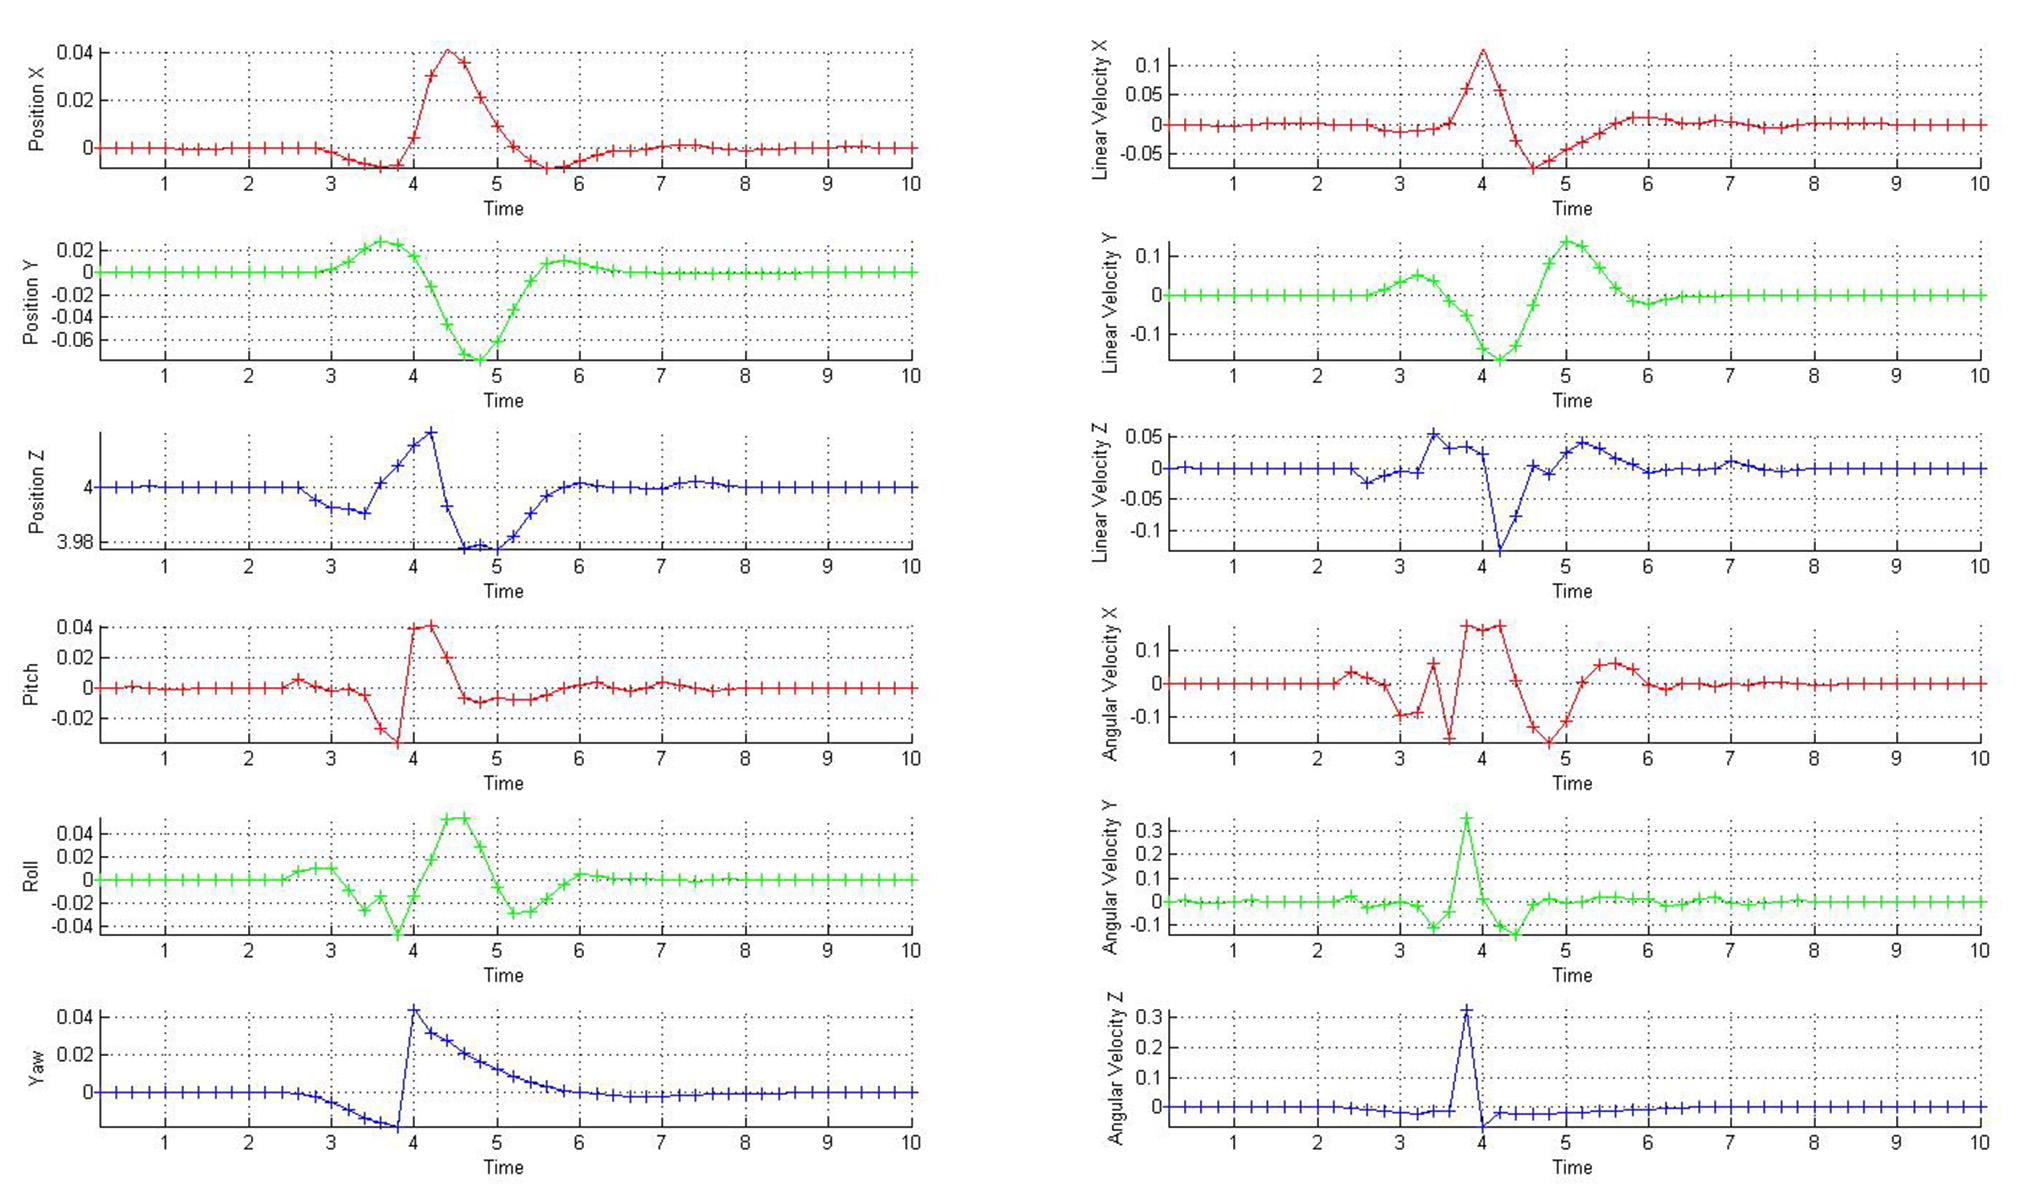 Position X
0.04
0.02
0
1 2 3 4 5 6 7 8 9 10
Time
Linear Velocity X
0.1
0.05
0
-0.05
1 2 3 4 5 6 7 8 9 10
Time
Position Y
0.02
0
-0.02
-0.04
-0.06
1 2 3 4 5 6 7 8 9 10
Time
Linear Velocity Y
0.1
0
-0.1
1 2 3 4 5 6 7 8 9 10
Time
Position Z
4
3.98
1 2 3 4 5 6 7 8 9 10
Time
Linear Velocity Z
0.05
0
-0.05
-0.1
1 2 3 4 5 6 7 8 9 10
Time
Pitch
0.04
0.02
0
-0.02
1 2 3 4 5 6 7 8 9 10
Time
Angular Velocity X
0.1
0
-0.1
1 2 3 4 5 6 7 8 9 10
Time
Roll
0.04
0.02
0
-0.02
-0.04
1 2 3 4 5 6 7 8 9 10
Time
Angular Velocity Y
0.3
0.2
0.1
0
-0.1
1 2 3 4 5 6 7 8 9 10
Time
Yaw
0.04
0.02
0
1 2 3 4 5 6 7 8 9 10
Time
Angular Velocity Z
0.3
0.2
0.1
0
1 2 3 4 5 6 7 8 9 10
Time